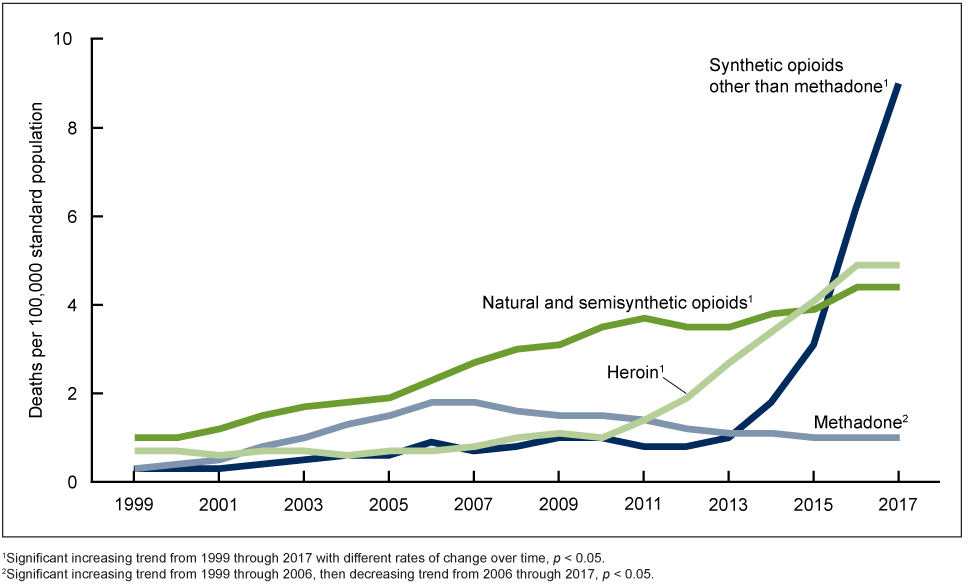 10
Synthetic opioids
other than methadone¹
8
Deaths per 100,000 standard population
6
Natural and semisynthetic opioids¹
4
Heroin¹
2
Methadone²
0
1999 2001 2003 2005 2007 2009 2011 2013 2015 2017
¹Significant increasing trend from 1999 through 2017 with different rates of change over time, p < 0.05.
²Significant increasing trend from 1999 through 2006, then decreasing trend from 2006 through 2017, p < 0.05.